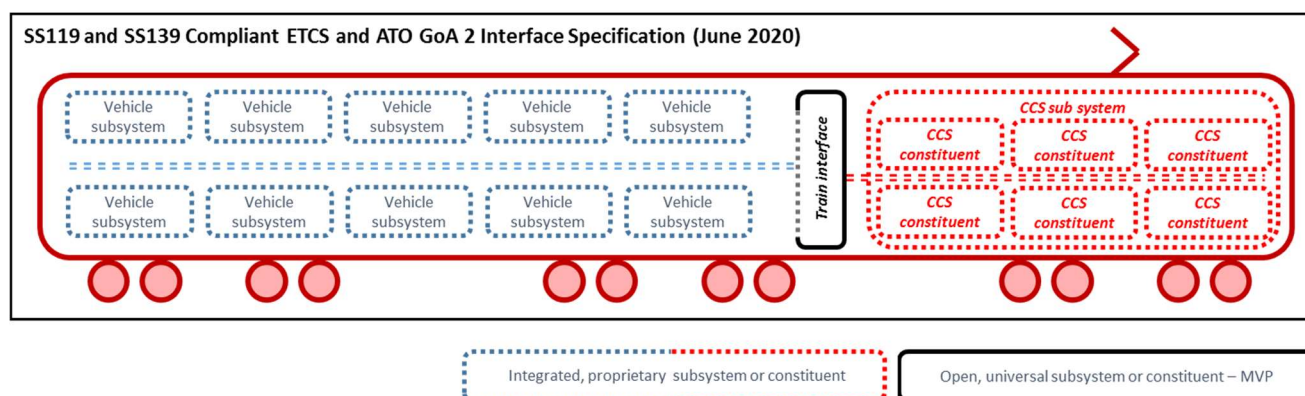 SS119 and SS139 Compliant ETCS and ATO GoA 2 Interface Specification (June 2020)
Vehicle subsystem
Vehicle subsystem
Vehicle subsystem
Vehicle subsystem
Vehicle subsystem
Vehicle subsystem
Vehicle subsystem
Vehicle subsystem
Vehicle subsystem
Vehicle subsystem
Train interface
CCS sub system
CCS constituent
CCS constituent
CCS constituent
CCS constituent
CCS constituent
CCS constituent
Integrated, proprietary subsystem or constituent
Open, universal subsystem or constituent – MVP